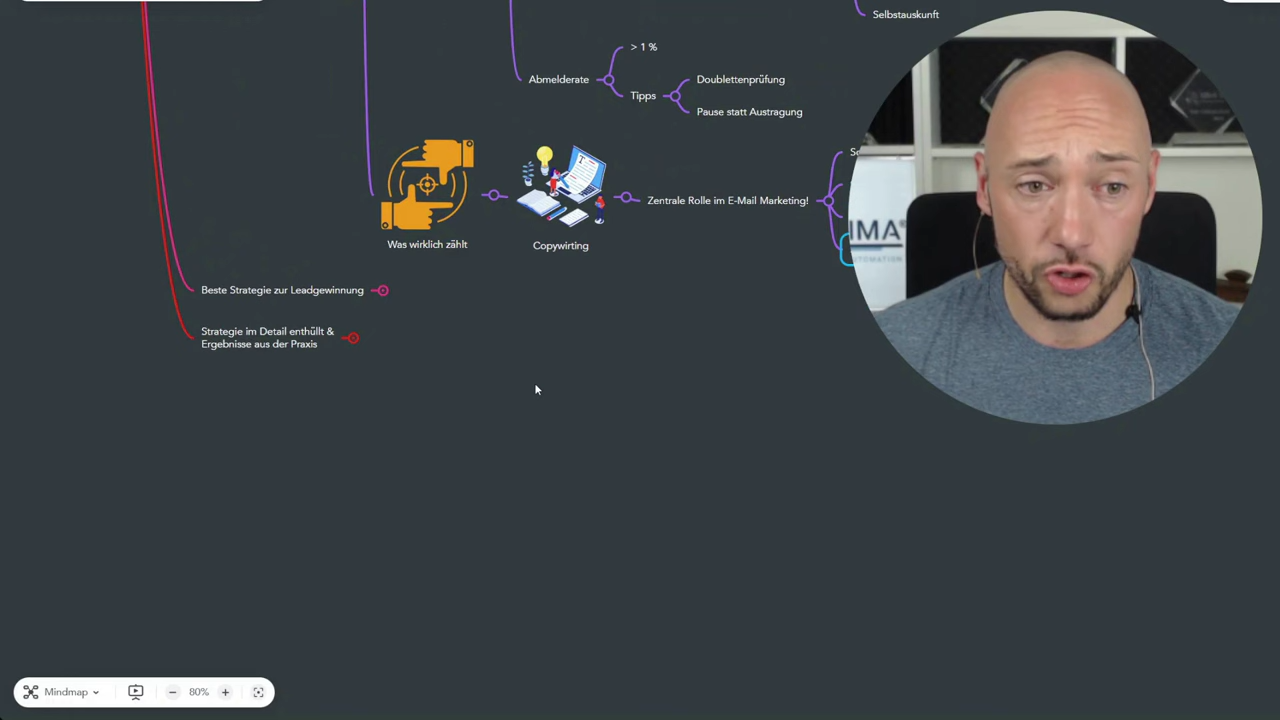 Selbstauskunft
> 1 %
Abmelderate
Doublettenprüfung
Tipps
Pause statt Austragung
Zentrale Rolle im E-Mail Marketing!
IMA®
Was wirklich zählt
Copywirting
Beste Strategie zur Leadgewinnung
Strategie im Detail enthüllt &
Ergebnisse aus der Praxis
Mindmap
80%